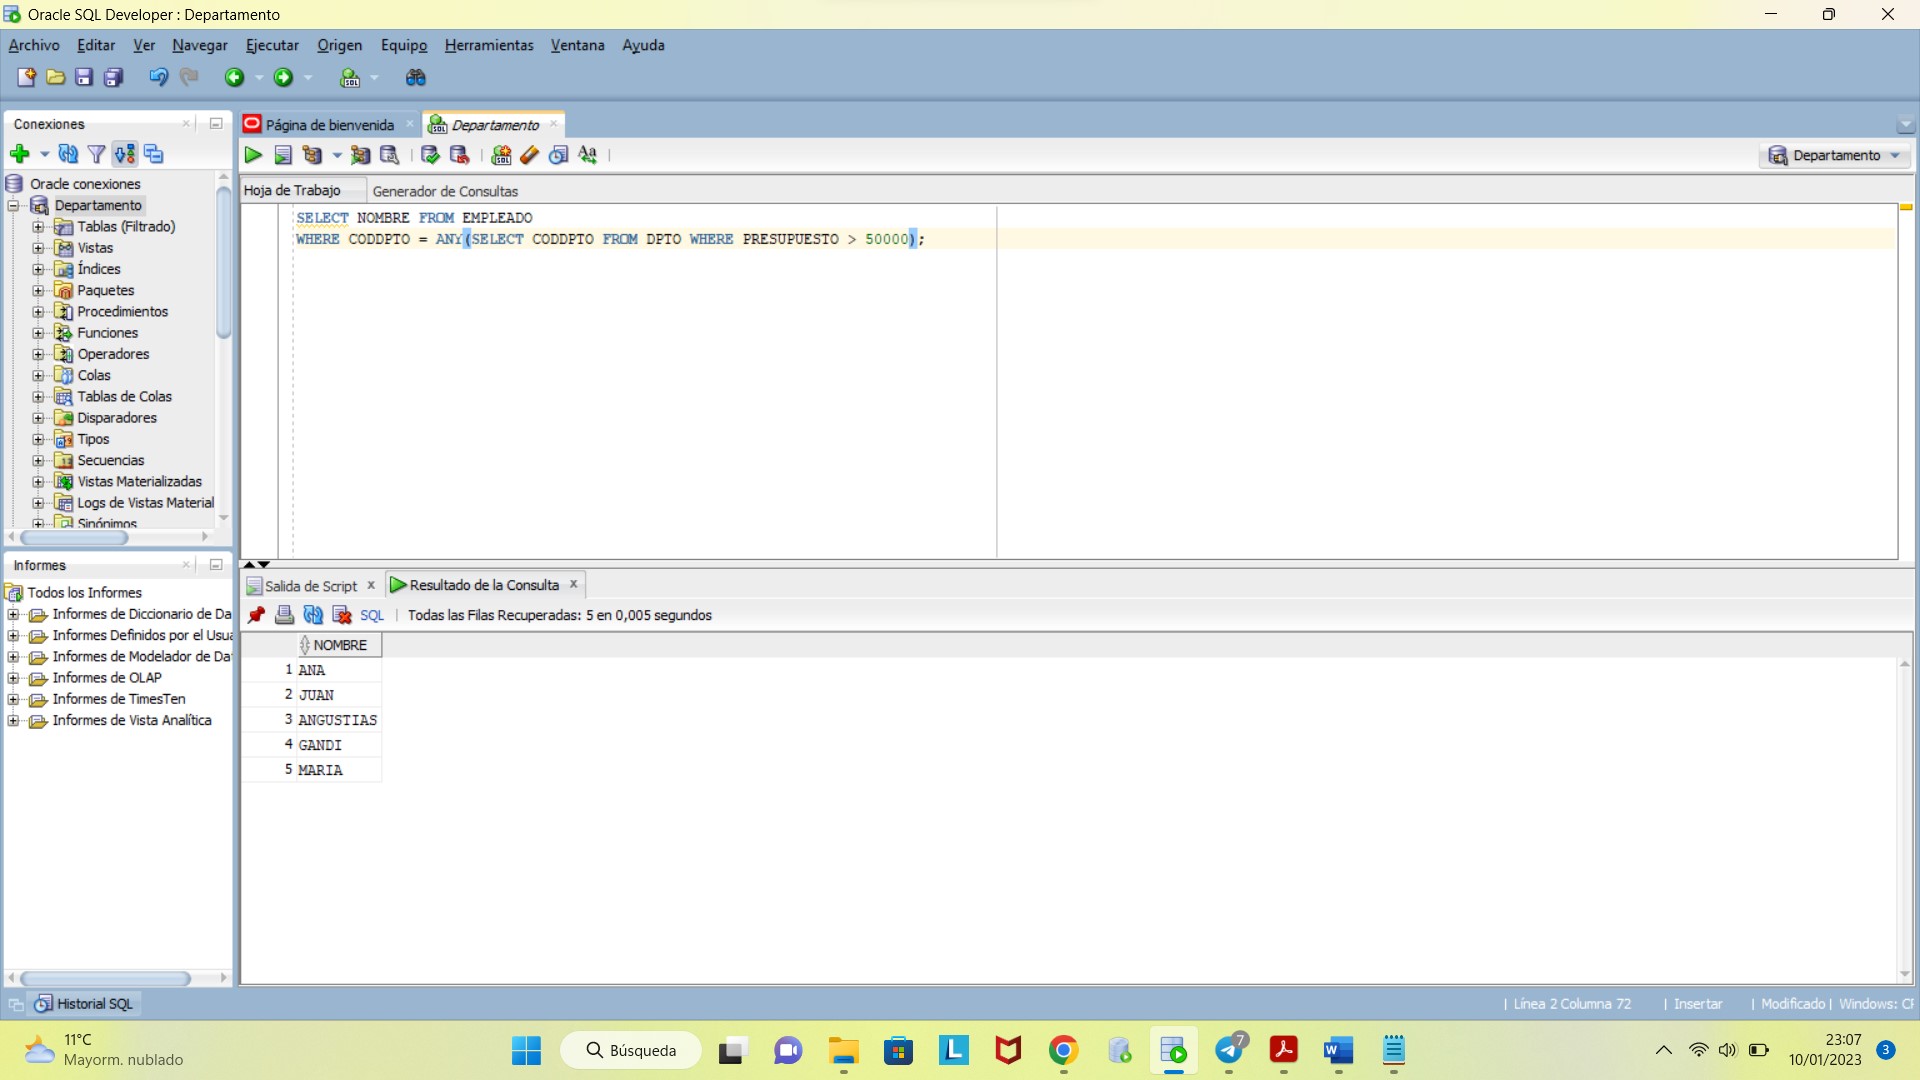 Oracle SQL Developer : Departamento
Archivo Editar Ver Navegar Ejecutar Origen Equipo Herramientas Ventana Ayuda
Conexiones
Página de bienvenida
Departamento
Departamento
Oracle conexiones
Departamento
Tablas (Filtrado)
Vistas
Índices
Paquetes
Procedimientos
Funciones
Operadores
Colas
Tablas de Colas
Disparadores
Tipos
Secuencias
Vistas Materializadas
Logs de Vistas Material
Sinónimos
Hoja de Trabajo Generador de Consultas
SELECT NOMBRE FROM EMPLEADO
WHERE CODDPTO = ANY(SELECT CODDPTO FROM DPTO WHERE PRESUPUESTO > 50000);
Informes
Todos los Informes
Informes de Diccionario de Da
Informes Definidos por el Usua
Informes de Modelador de Dat
Informes de OLAP
Informes de TimesTen
Informes de Vista Analítica
Salida de Script x Resultado de la Consulta x
SQL | Todas las Filas Recuperadas: 5 en 0,005 segundos
NOMBRE
1 ANA
2 JUAN
3 ANGUSTIAS
4 GANDI
5 MARIA
Historial SQL
| Línea 2 Columna 72 | Insertar | Modificado | Windows: CF
11°C
Mayorm. nublado
Búsqueda
7
23:07
10/01/2023
3